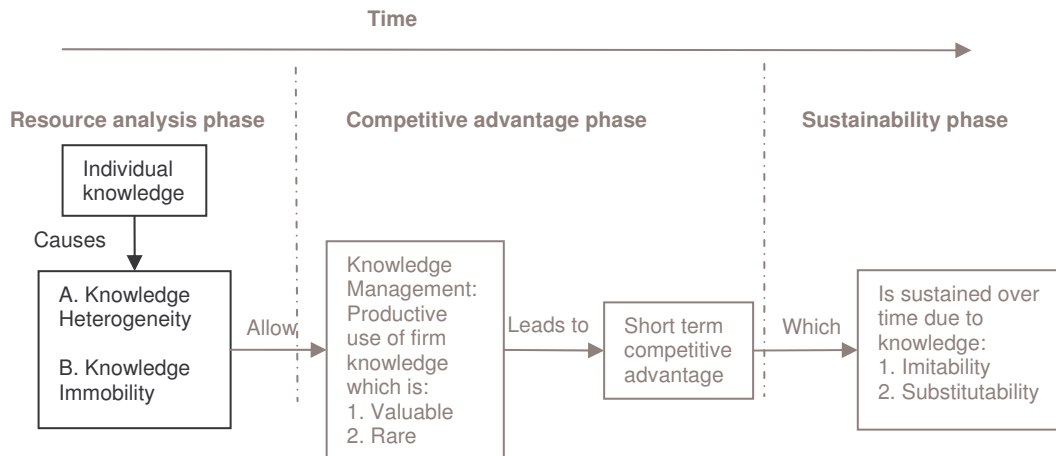 Time
Resource analysis phase
Competitive advantage phase
Sustainability phase
Individual
knowledge
Causes
A. Knowledge
Heterogeneity
B. Knowledge
Immobility
Allow
Knowledge
Management:
Productive
use of firm
knowledge
which is:
1. Valuable
2. Rare
Leads to
Short term
competitive
advantage
Which
Is sustained over
time due to
knowledge:
1. Imitability
2. Substitutability